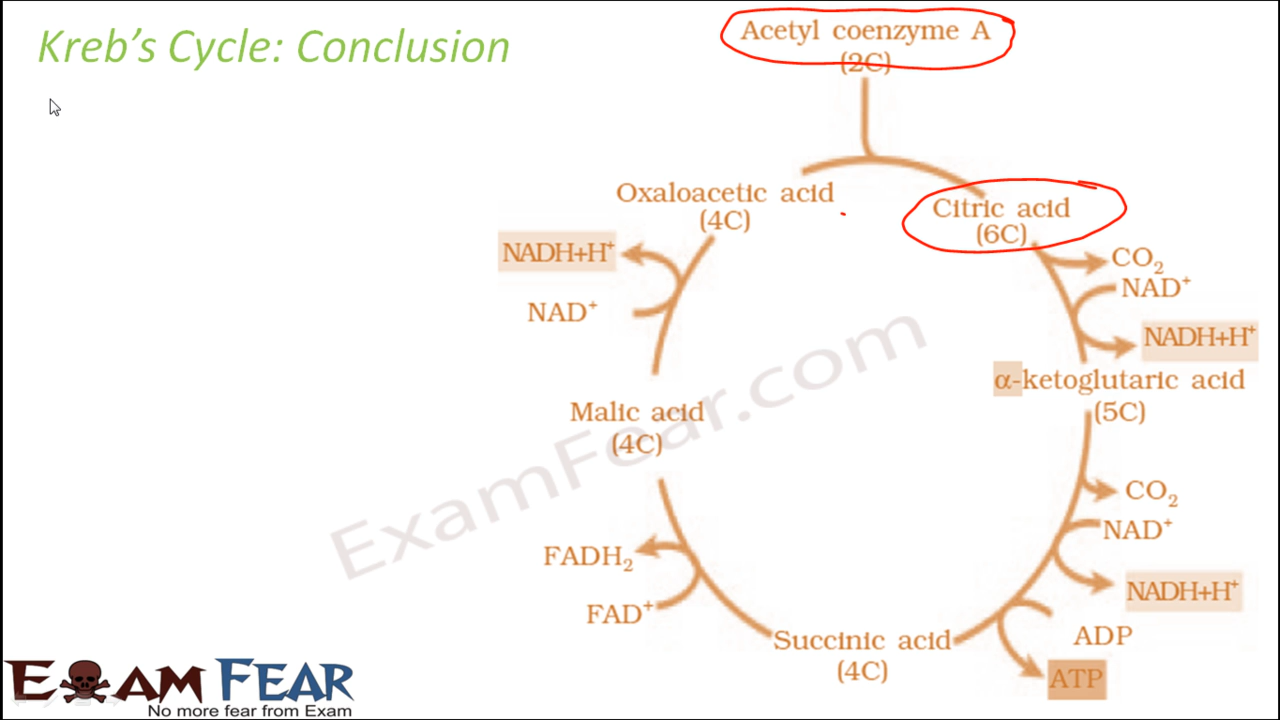 Kreb's Cycle: Conclusion
Acetyl coenzyme A
(2C)
Oxaloacetic acid
(4C)
Citric acid
(6C)
NADH+H⁺
NAD⁺
CO₂
NAD⁺
NADH+H⁺
α-ketoglutaric acid
(5C)
Malic acid
(4C)
CO₂
NAD⁺
NADH+H⁺
FADH₂
FAD⁺
ADP
ATP
Succinic acid
(4C)
ExamFear.com
EXAM FEAR
No more fear from Exam